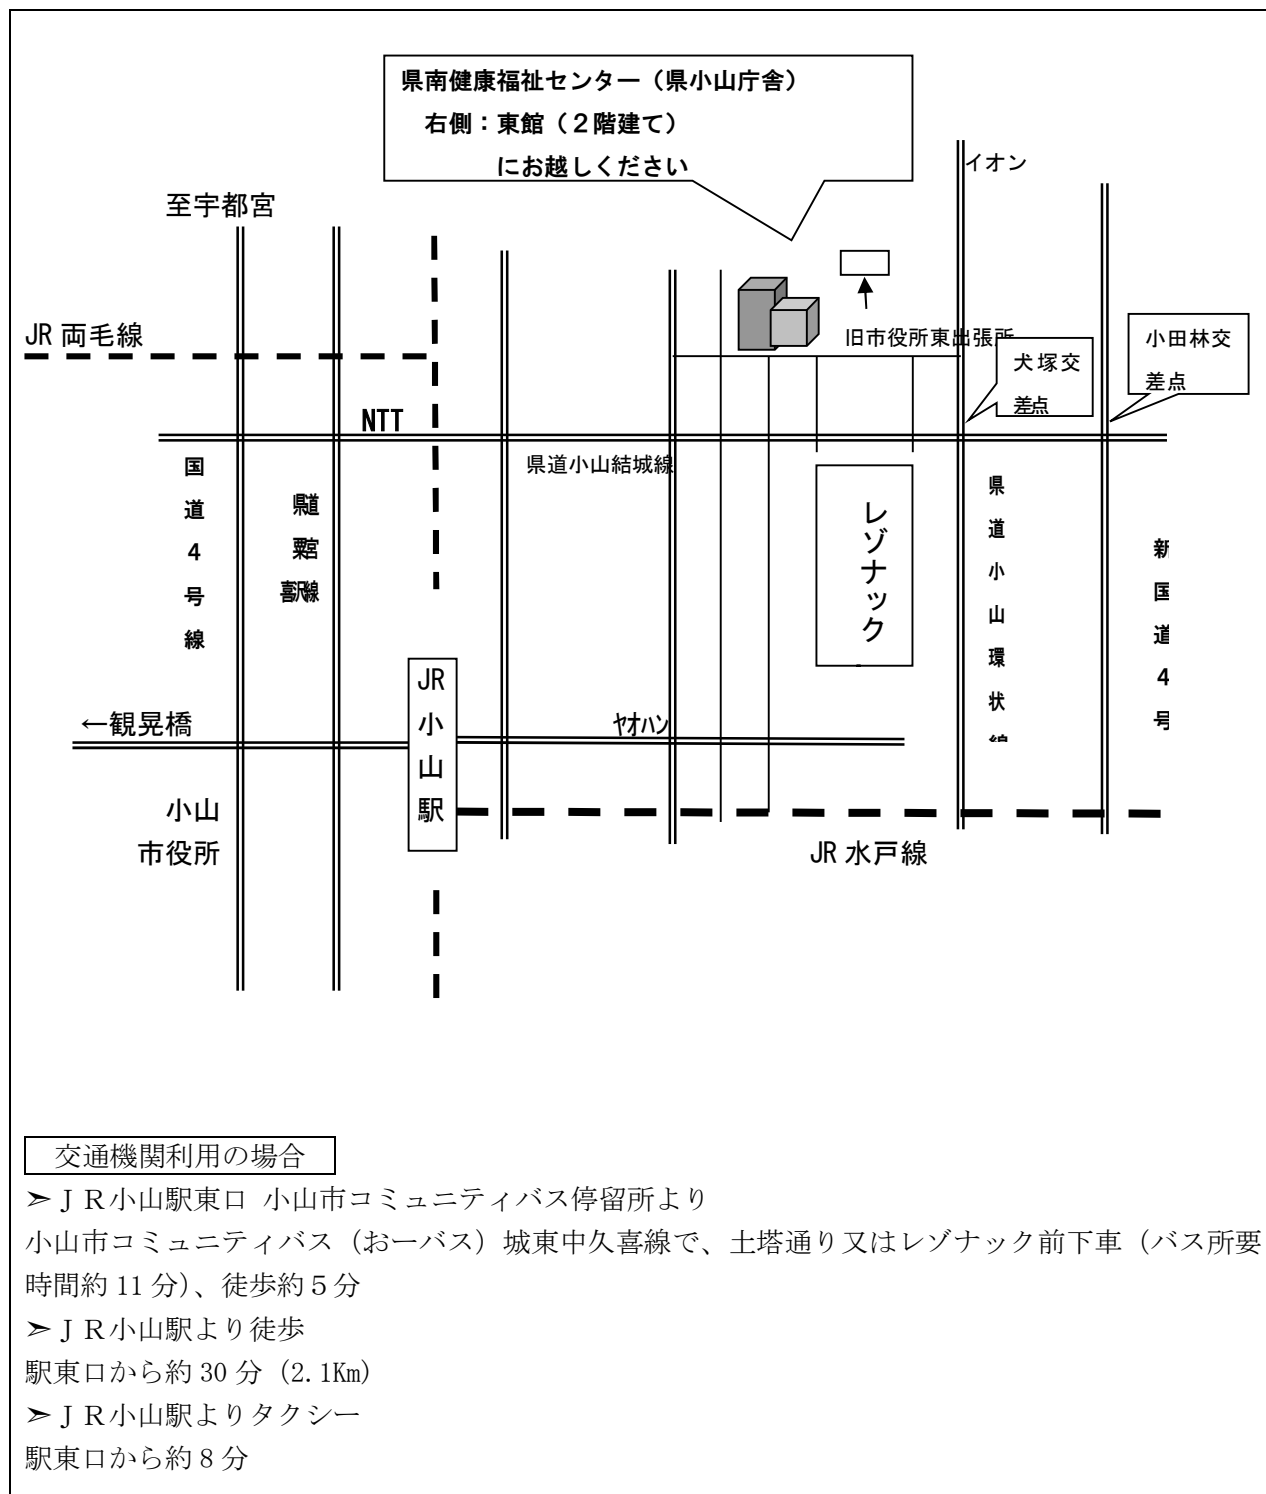 県南健康福祉センター（県小山庁舎）
右側：東館（２階建て）
にお越しください
イオン
至宇都宮
JR 両毛線
旧市役所東出張所
犬塚交
差点
小田林交
差点
NTT
県道小山結城線
国道４号線
県道
粟宮
喜沢線
レゾナック
県道小山環状線
新国道４号
JR小山駅
←観晃橋
ヤオハン
小山
市役所
JR 水戸線
交通機関利用の場合
➢ＪＲ小山駅東口 小山市コミュニティバス停留所より
小山市コミュニティバス（おーバス）城東中久喜線で、土塔通り又はレゾナック前下車（バス所要
時間約 11 分）、徒歩約５分
➢ＪＲ小山駅より徒歩
駅東口から約 30 分（2.1Km）
➢ＪＲ小山駅よりタクシー
駅東口から約８分